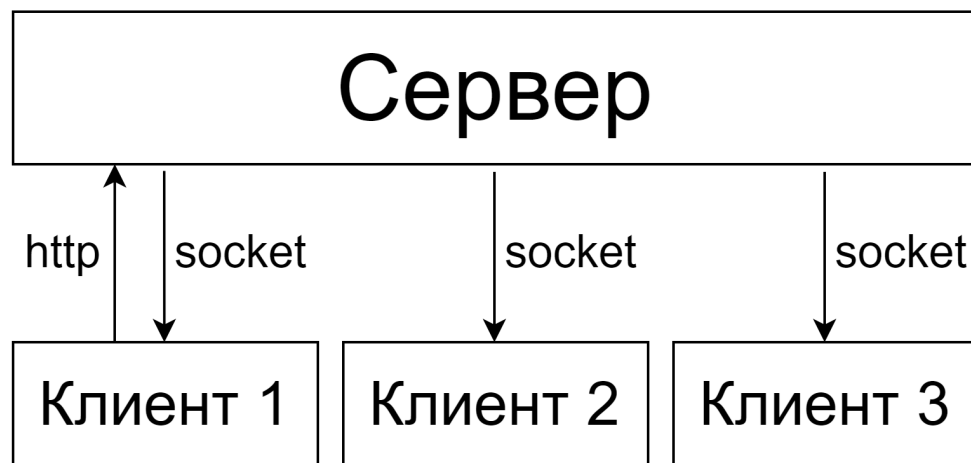 Сервер
http
socket
socket
socket
Клиент 1
Клиент 2
Клиент 3